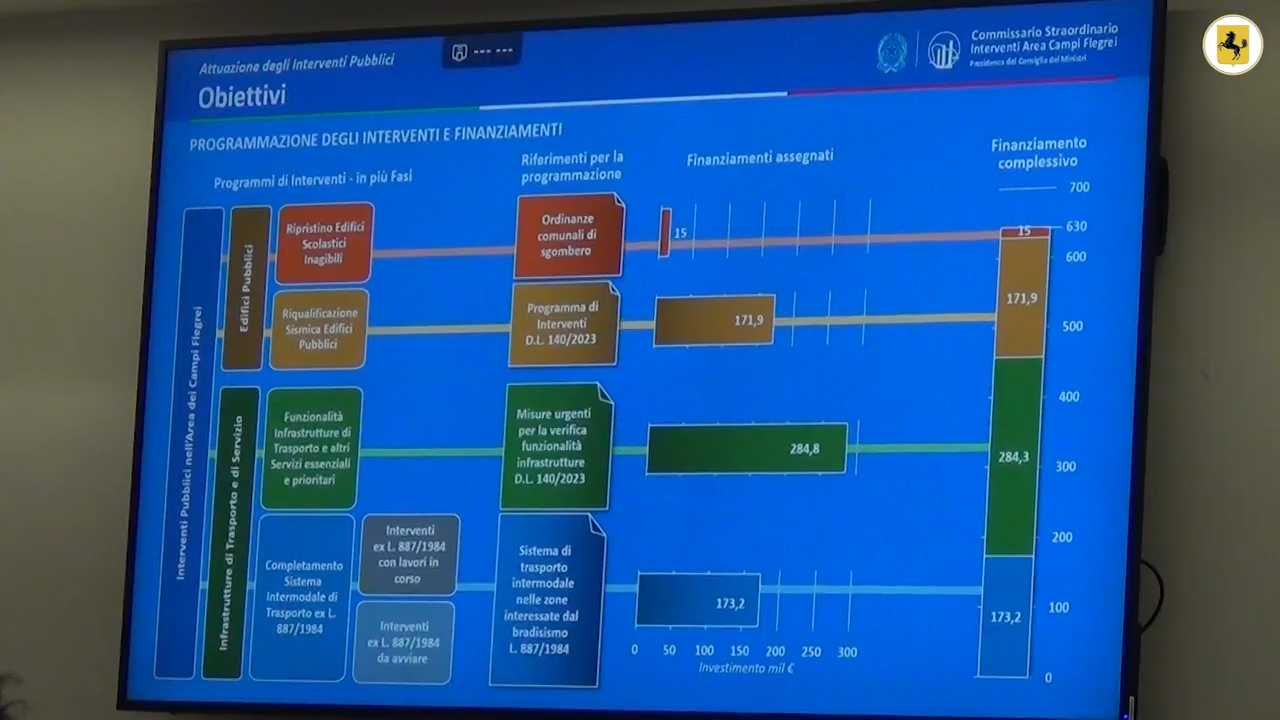 Attuazione degli Interventi Pubblici
Obiettivi
Commissario Straordinario
Interventi Area Campi Flegrei
Presidenza del Consiglio dei Ministri
PROGRAMMAZIONE DEGLI INTERVENTI E FINANZIAMENTI
Programmi di Interventi - in più Fasi
Riferimenti per la
programmazione
Finanziamenti assegnati
Finanziamento
complessivo
Interventi Pubblici nell'Area dei Campi Flegrei
Edifici Pubblici
Ripristino Edifici
Scolastici
Inagibili
Ordinanze
comunali di
sgombero
15
Riqualificazione
Sismica Edifici
Pubblici
Programma di
Interventi
D.L. 140/2023
171,9
Infrastrutture di Trasporto e di Servizio
Funzionalità
Infrastrutture di
Trasporto e altri
Servizi essenziali
e prioritari
Misure urgenti
per la verifica
funzionalità
infrastrutture
D.L. 140/2023
284,8
Completamento
Sistema
Intermodale di
Trasporto ex L.
887/1984
Interventi
ex L. 887/1984
con lavori in
corso
Interventi
ex L. 887/1984
da avviare
Sistema di
trasporto
intermodale
nelle zone
interessate dal
bradisismo
L. 887/1984
173,2
0 50 100 150 200 250 300
Investimento mil €
700
630
600
500
400
300
200
100
0
15
171,9
284,3
173,2